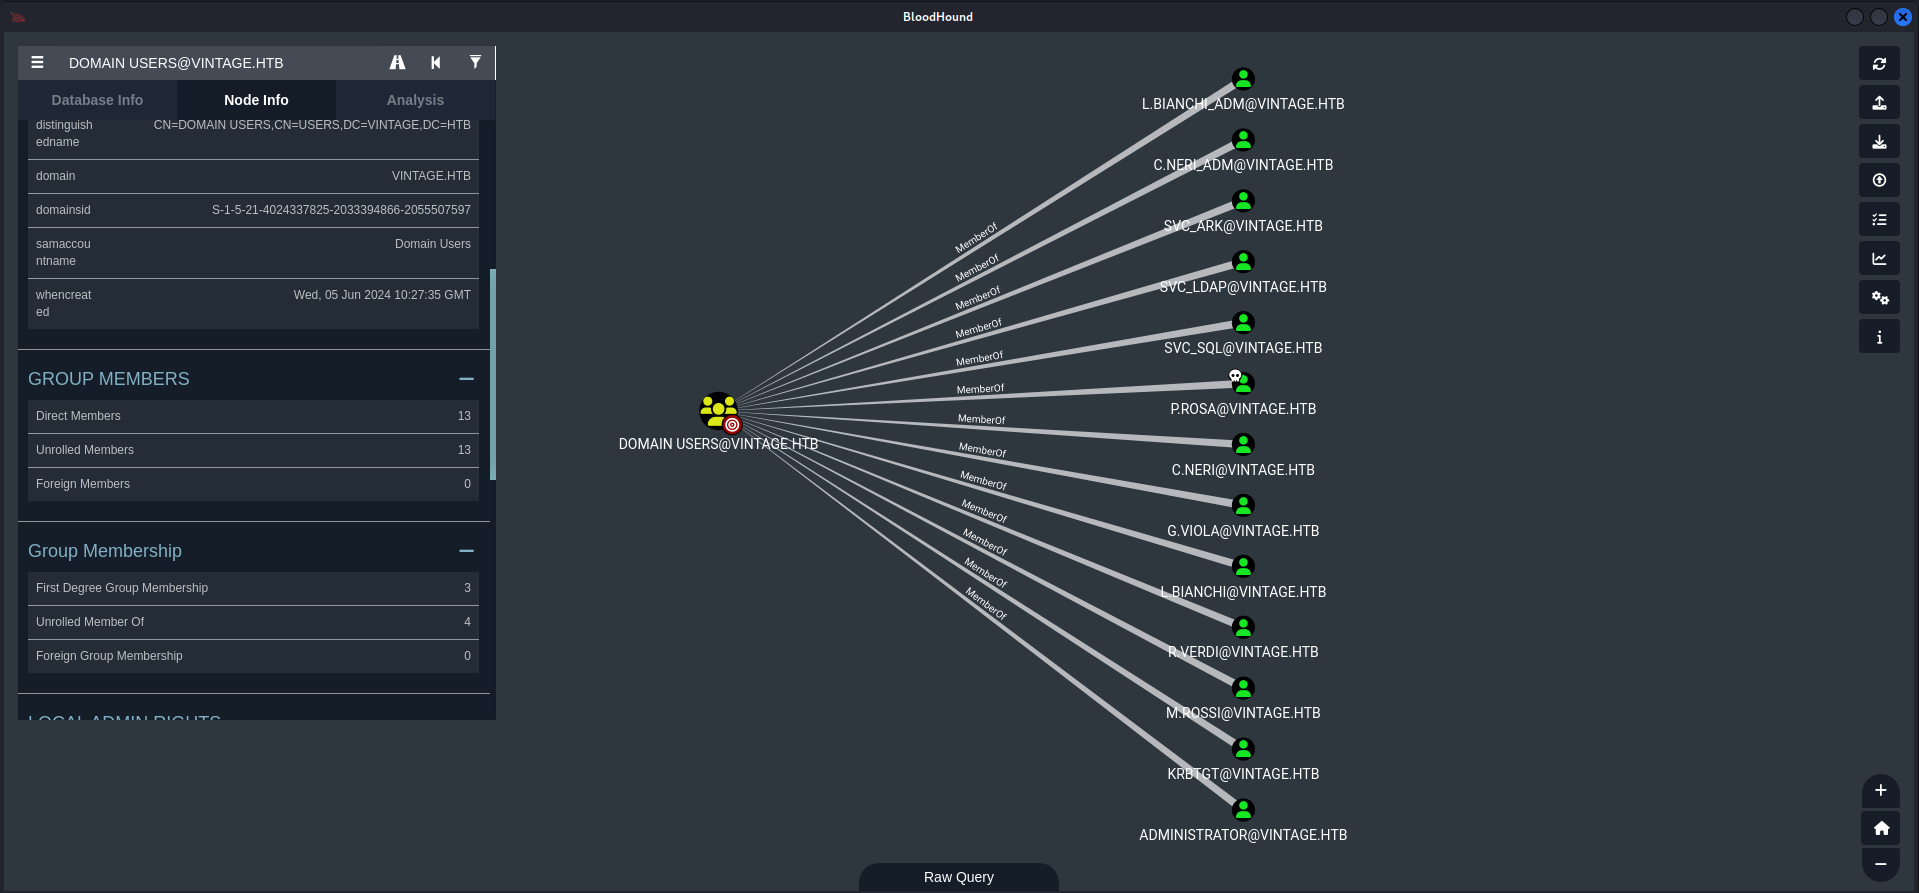 BloodHound
DOMAIN USERS@VINTAGE.HTB
Database Info
Node Info
Analysis
distinguish
edname
CN=DOMAIN USERS,CN=USERS,DC=VINTAGE,DC=HTB
domain
VINTAGE.HTB
domainsid
S-1-5-21-4024337825-2033394866-2055507597
samaccou
ntname
Domain Users
whencreat
ed
Wed, 05 Jun 2024 10:27:35 GMT
GROUP MEMBERS
Direct Members
13
Unrolled Members
13
Foreign Members
0
Group Membership
First Degree Group Membership
3
Unrolled Member Of
4
Foreign Group Membership
0
LOCAL ADMIN RIGHTS
DOMAIN USERS@VINTAGE.HTB
MemberOf
MemberOf
MemberOf
MemberOf
MemberOf
MemberOf
MemberOf
MemberOf
MemberOf
MemberOf
MemberOf
MemberOf
MemberOf
L.BIANCHI_ADM@VINTAGE.HTB
C.NERI_ADM@VINTAGE.HTB
SVC_ARK@VINTAGE.HTB
SVC_LDAP@VINTAGE.HTB
SVC_SQL@VINTAGE.HTB
P.ROSA@VINTAGE.HTB
C.NERI@VINTAGE.HTB
G.VIOLA@VINTAGE.HTB
L.BIANCHI@VINTAGE.HTB
R.VERDI@VINTAGE.HTB
M.ROSSI@VINTAGE.HTB
KRBTGT@VINTAGE.HTB
ADMINISTRATOR@VINTAGE.HTB
Raw Query